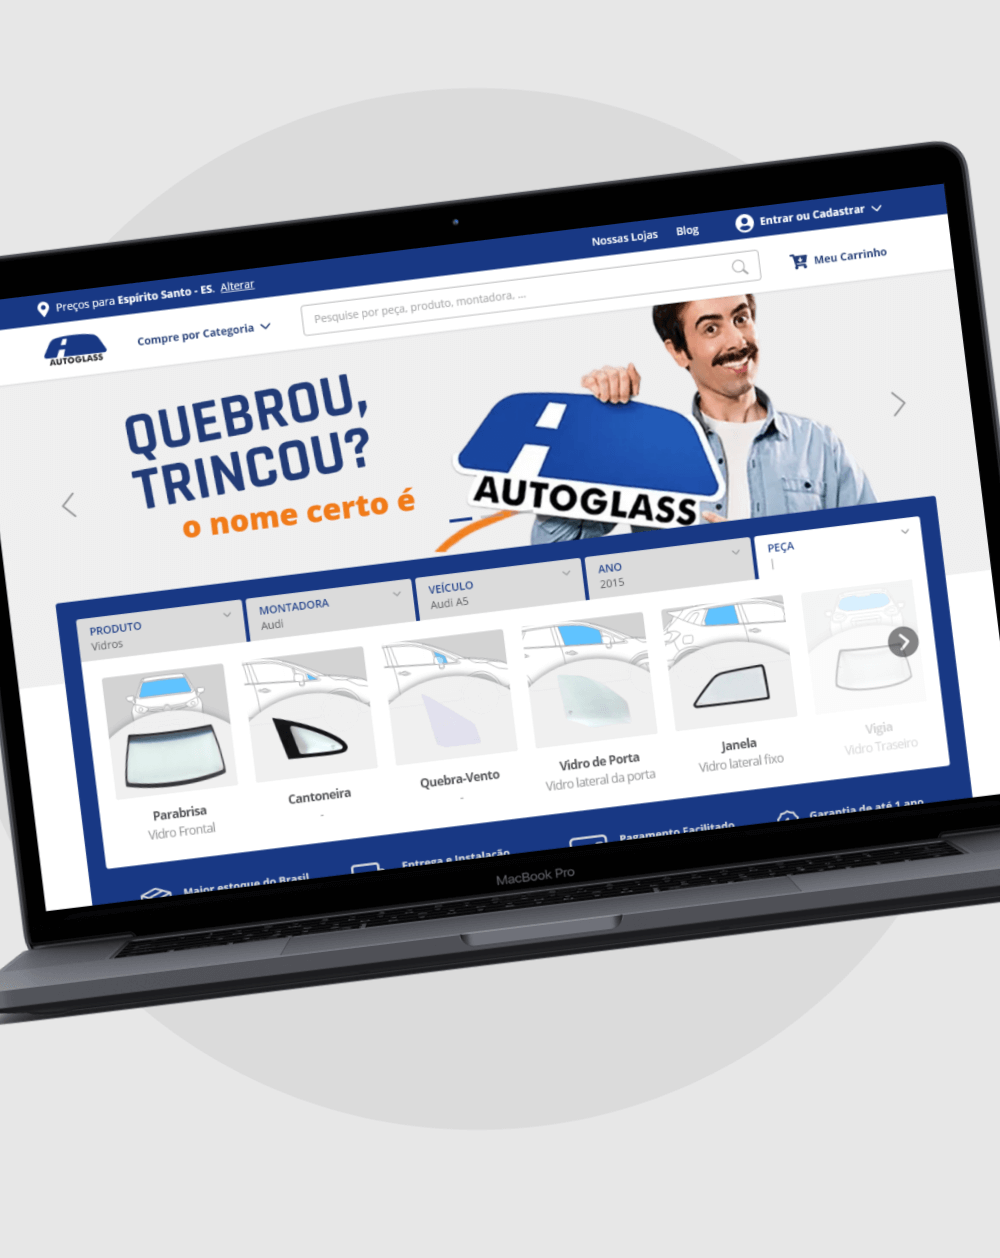 Nossas Lojas
Blog
Entrar ou Cadastrar
Preços para Espírito Santo - ES. Alterar
AUTOGLASS
Compre por Categoria
Pesquise por peça, produto, montadora, ...
Meu Carrinho
QUEBROU,
TRINCOU?
o nome certo é
AUTOGLASS
PRODUTO
Vidros
MONTADORA
Audi
VEÍCULO
Audi A5
ANO
2015
PEÇA
Parabrisa
Vidro Frontal
Cantoneira
-
Quebra-Vento
-
Vidro de Porta
Vidro lateral da porta
Janela
Vidro lateral fixo
Vigia
Vidro Traseiro
Maior estoque do Brasil
Entrega e Instalação
Pagamento Facilitado
Garantia de até 1 ano
MacBook Pro